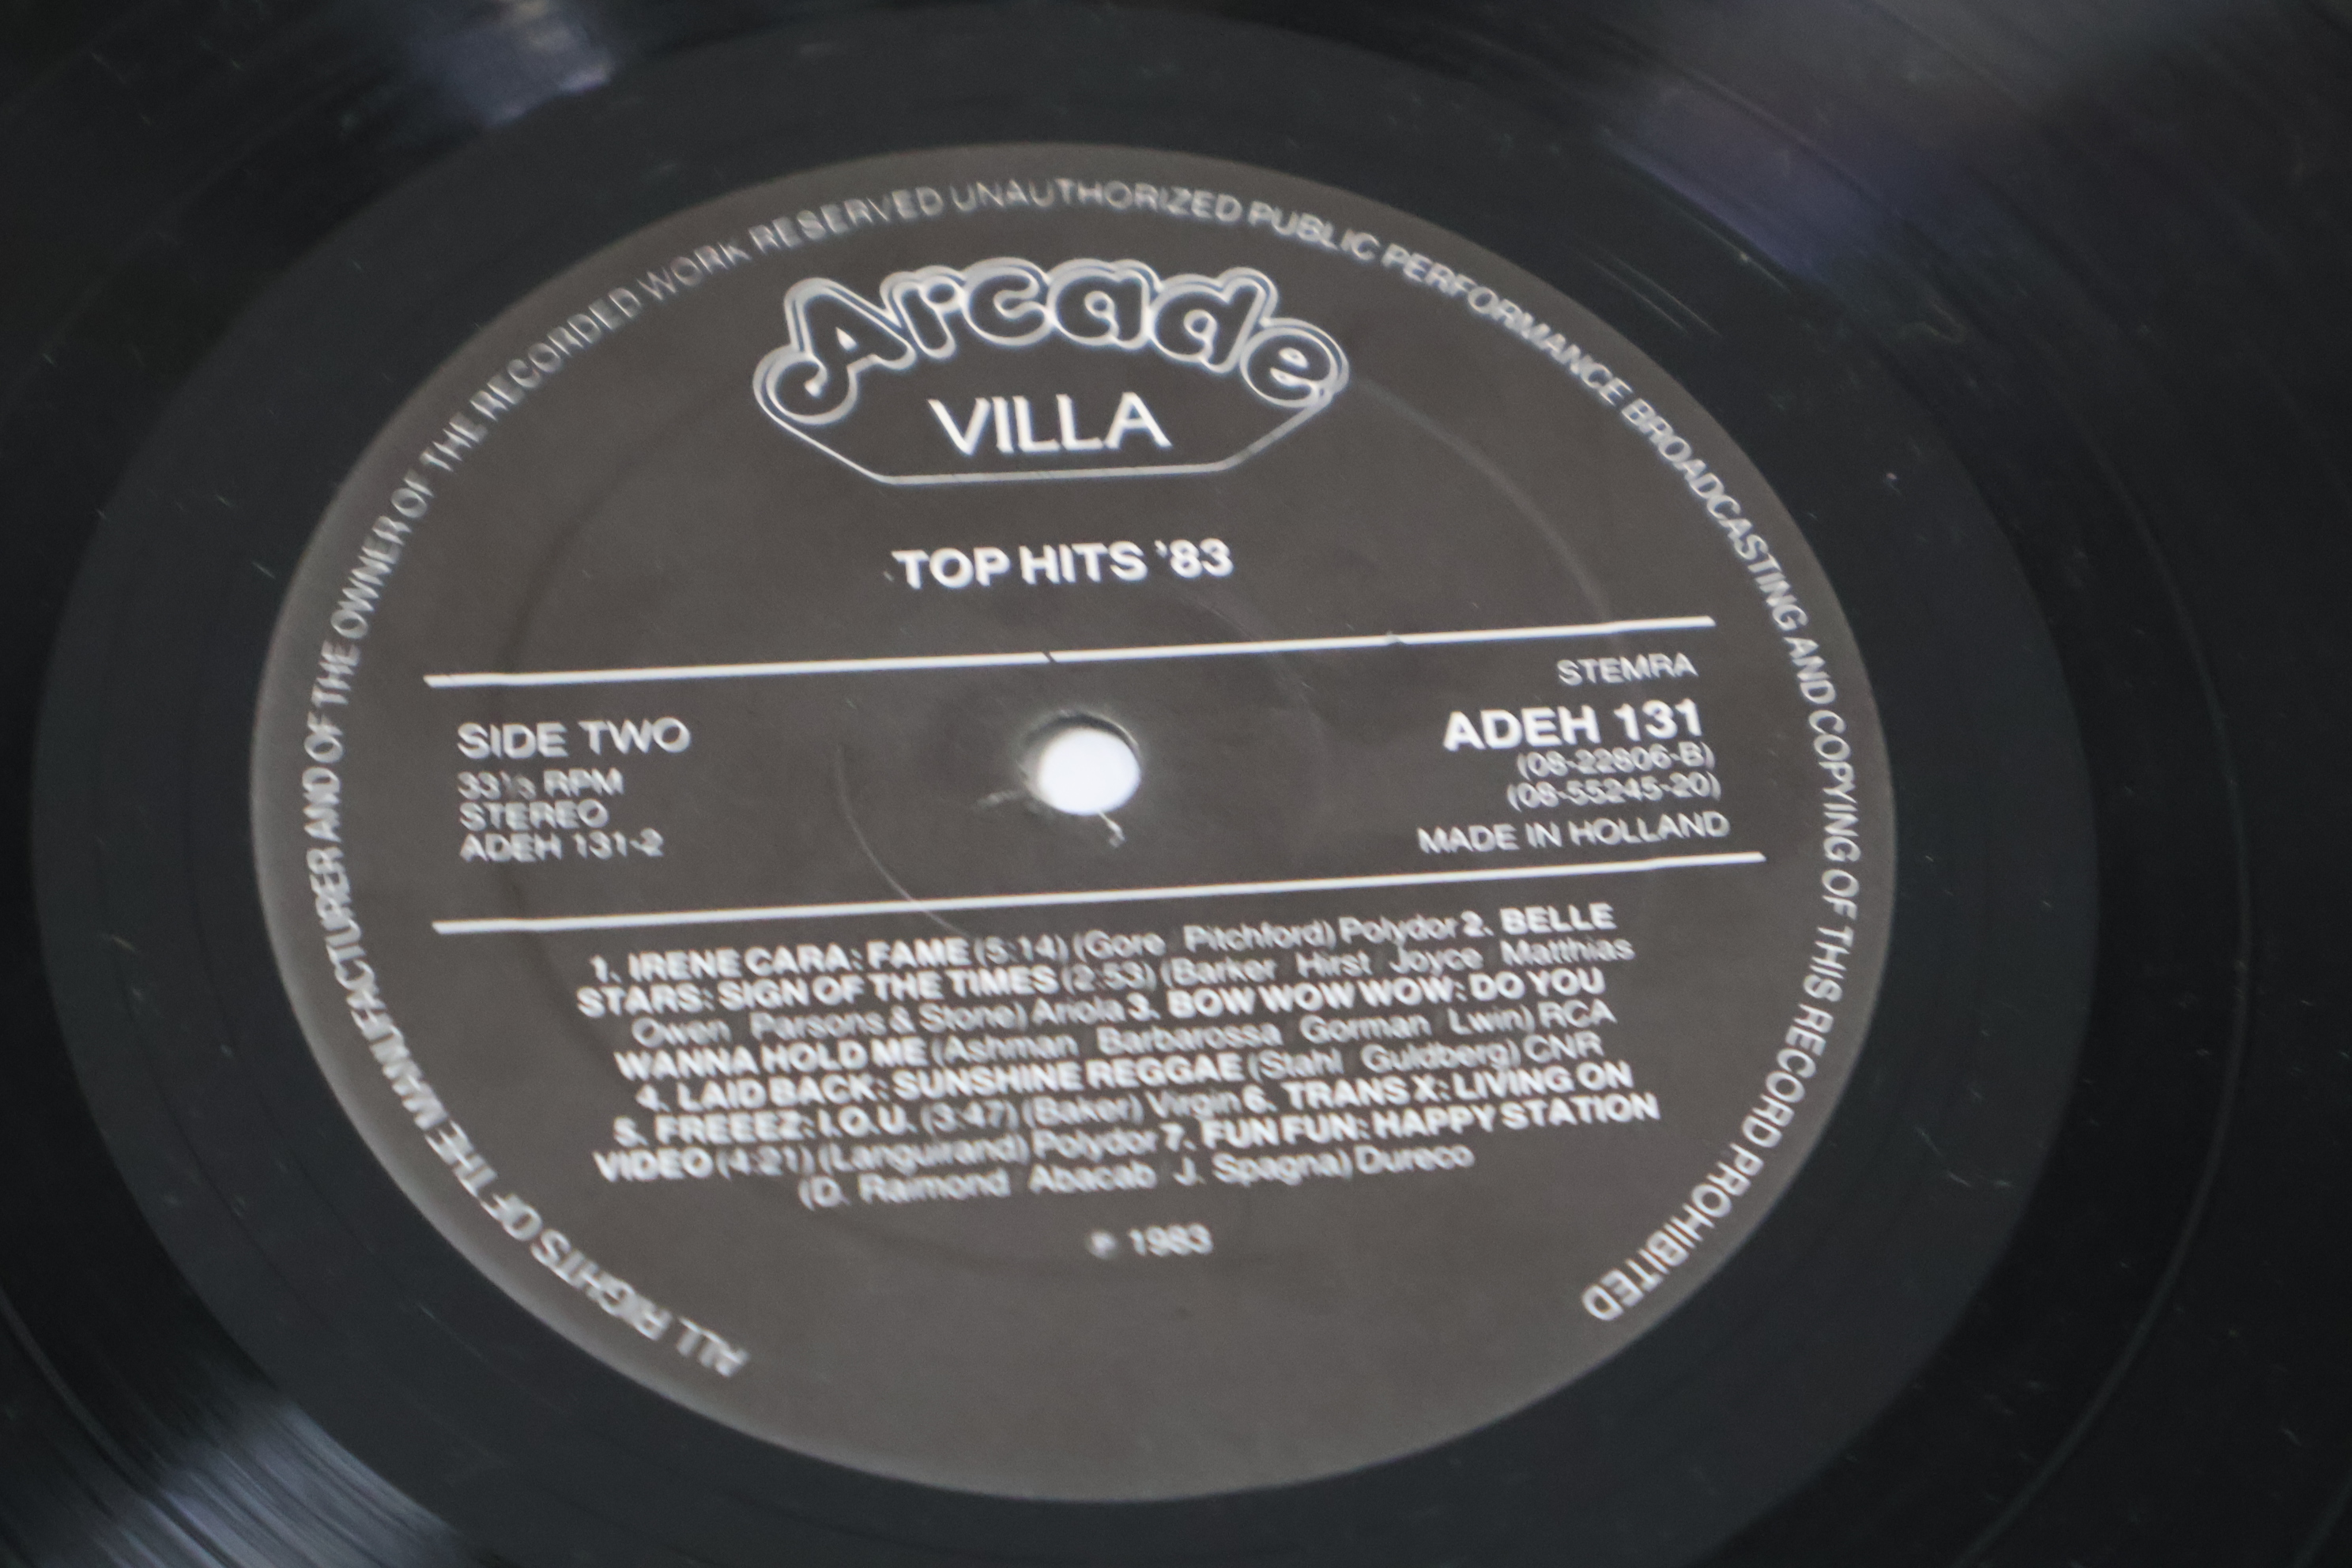 ALL RIGHTS OF THE MANUFACTURER AND OF THE OWNER OF THE RECORDED WORK RESERVED UNAUTHORIZED PUBLIC PERFORMANCE BROADCASTING AND COPYING OF THIS RECORD PROHIBITED
Arcade
VILLA
TOP HITS '83
SIDE TWO
33⅓ RPM
STEREO
ADEH 131-2
STEMRA
ADEH 131
(08-22806-B)
(08-55245-20)
MADE IN HOLLAND
1. IRENE CARA: FAME (5:14) (Gore / Pitchford) Polydor 2. BELLE
STARS: SIGN OF THE TIMES (2:53) (Barker / Hirst / Joyce / Matthias
Owen / Parsons & Stone) Ariola 3. BOW WOW WOW: DO YOU
WANNA HOLD ME (Ashman / Barbarossa / Gorman / Lwin) RCA
4. LAID BACK: SUNSHINE REGGAE (Stahl / Guldberg) CNR
5. FREEEZ: I.O.U. (3:47) (Baker) Virgin 6. TRANS X: LIVING ON
VIDEO (4:21) (Languirand) Polydor 7. FUN FUN: HAPPY STATION
(D. Raimond / Abacab / J. Spagna) Dureco
℗ 1983